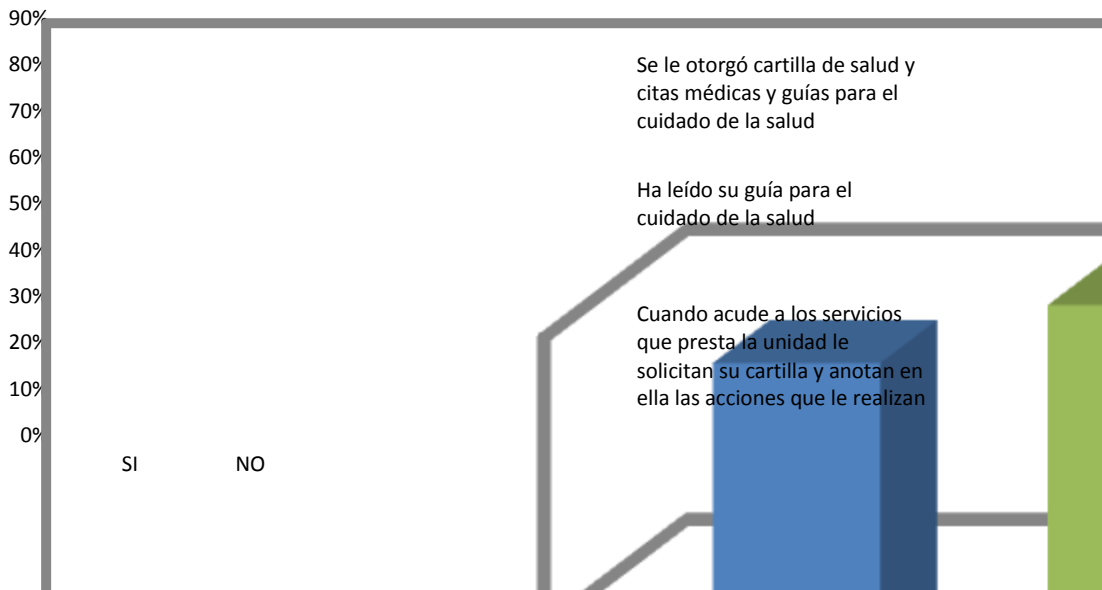 90%
80%
70%
60%
50%
40%
30%
20%
10%
0%
SI NO
Se le otorgó cartilla de salud y
citas médicas y guías para el
cuidado de la salud
Ha leído su guía para el
cuidado de la salud
Cuando acude a los servicios
que presta la unidad le
solicitan su cartilla y anotan en
ella las acciones que le realizan